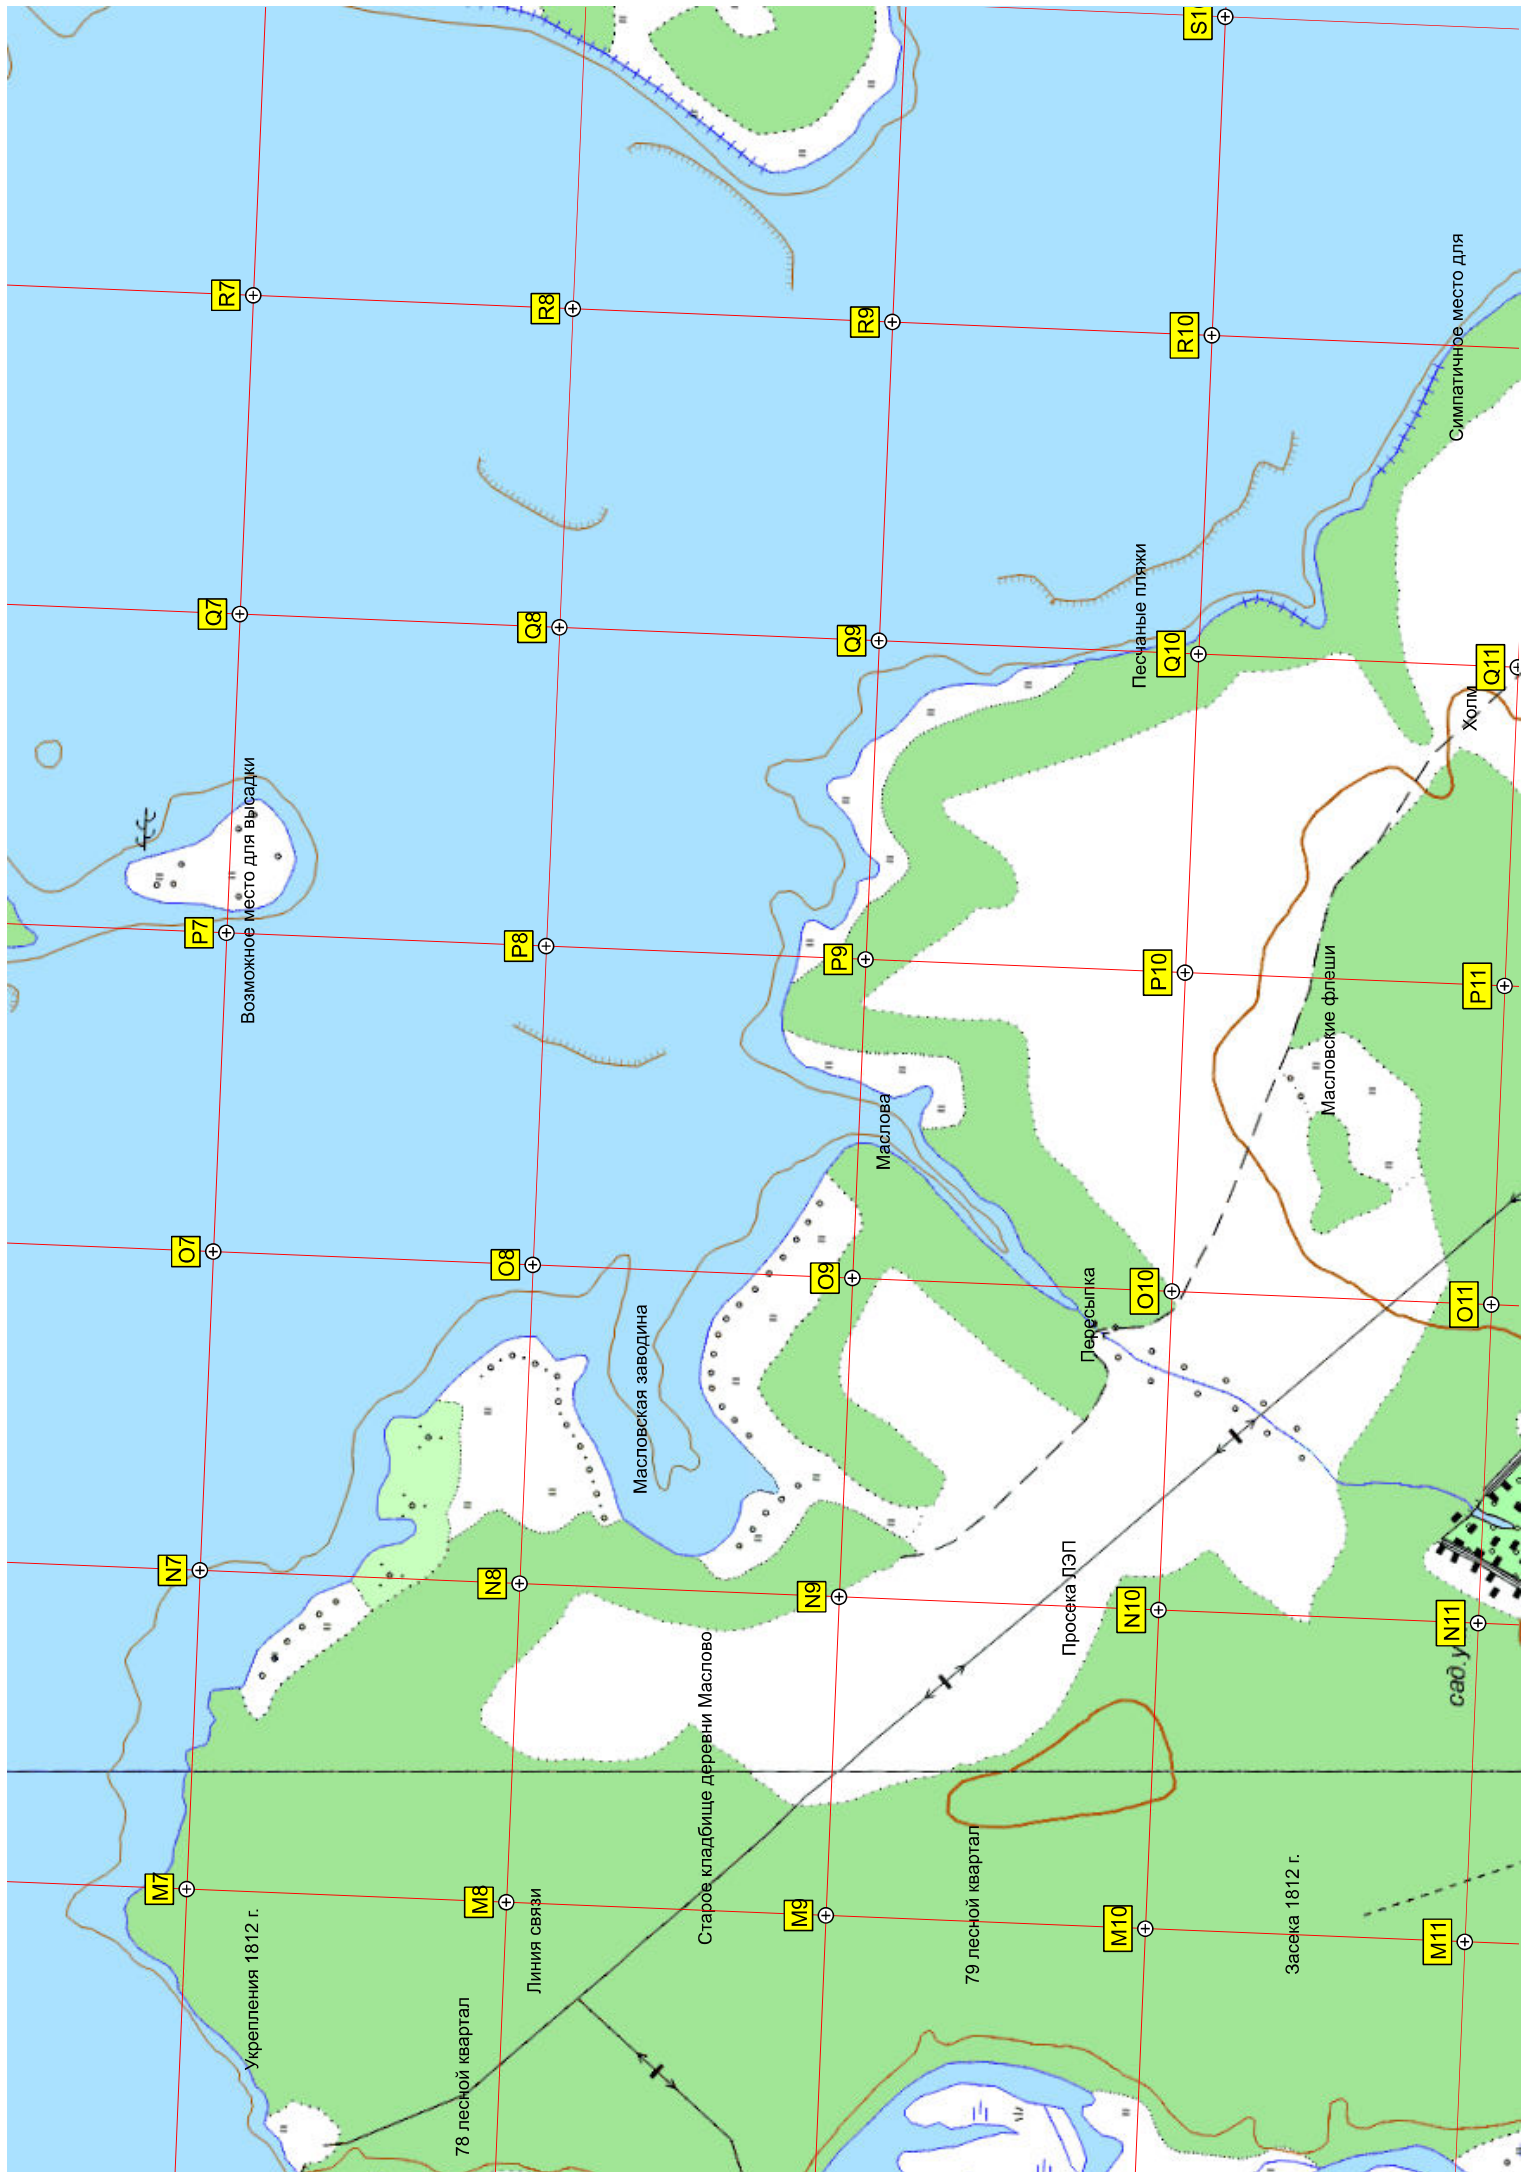 S1
R7
R8
R9
R10
Симпатичное место для
Q7
Q8
Q9
Песчаные пляжи
Q10
Q11
Холм
Возможное место для высадки
P7
P8
P9
P10
P11
Масловские флеши
Маслова
O7
O8
O9
O10
O11
Пересыпка
Масловская заводина
N7
N8
N9
N10
N11
Просека ЛЭП
сад.у
Старое кладбище деревни Маслово
M7
M8
M9
M10
M11
Линия связи
79 лесной квартал
Засека 1812 г.
Укрепления 1812 г.
78 лесной квартал